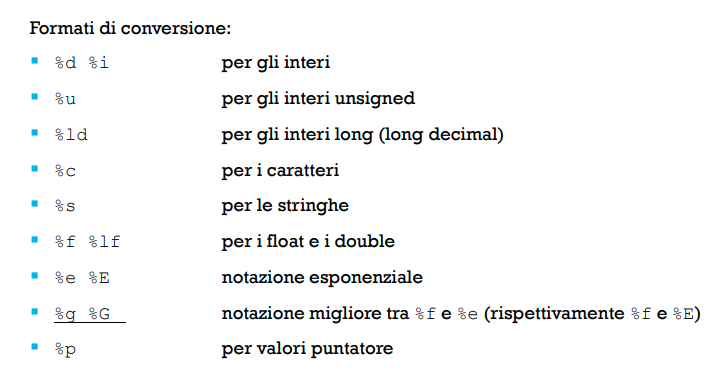 Formati di conversione:
%d %i per gli interi
%u per gli interi unsigned
%ld per gli interi long (long decimal)
%c per i caratteri
%s per le stringhe
%f %lf per i float e i double
%e %E notazione esponenziale
%g %G notazione migliore tra %f e %e (rispettivamente %f e %E)
%p per valori puntatore